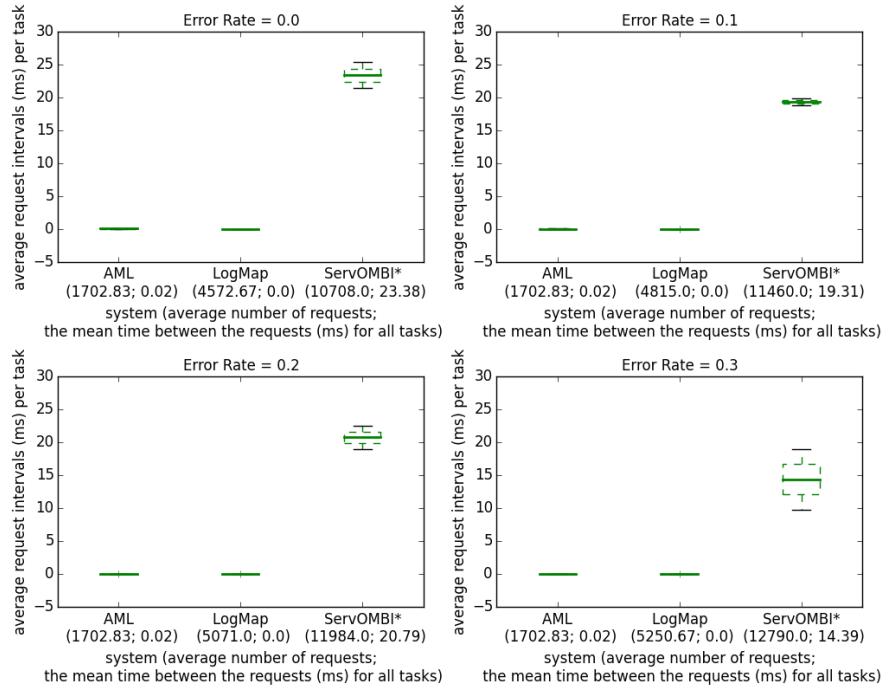 Error Rate = 0.0
average request intervals (ms) per task
30
25
20
15
10
5
0
−5
AML LogMap ServOMBI*
(1702.83; 0.02) (4572.67; 0.0) (10708.0; 23.38)
system (average number of requests;
the mean time between the requests (ms) for all tasks)
Error Rate = 0.1
average request intervals (ms) per task
30
25
20
15
10
5
0
−5
AML LogMap ServOMBI*
(1702.83; 0.02) (4815.0; 0.0) (11460.0; 19.31)
system (average number of requests;
the mean time between the requests (ms) for all tasks)
Error Rate = 0.2
average request intervals (ms) per task
30
25
20
15
10
5
0
−5
AML LogMap ServOMBI*
(1702.83; 0.02) (5071.0; 0.0) (11984.0; 20.79)
system (average number of requests;
the mean time between the requests (ms) for all tasks)
Error Rate = 0.3
average request intervals (ms) per task
30
25
20
15
10
5
0
−5
AML LogMap ServOMBI*
(1702.83; 0.02) (5250.67; 0.0) (12790.0; 14.39)
system (average number of requests;
the mean time between the requests (ms) for all tasks)